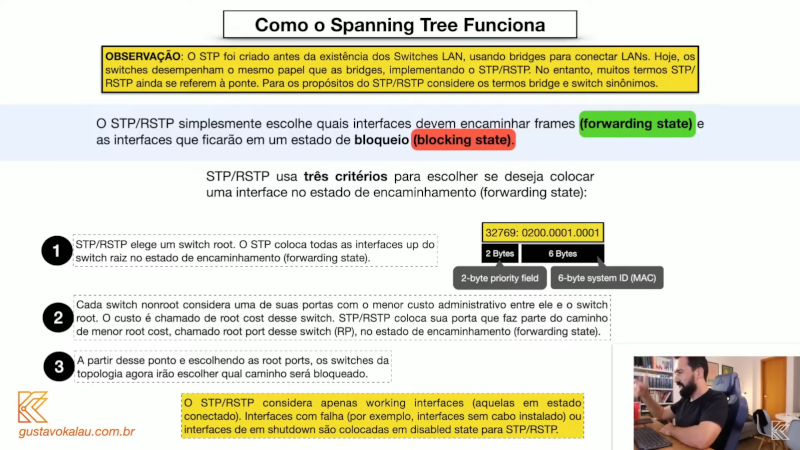 Como o Spanning Tree Funciona
OBSERVAÇÃO: O STP foi criado antes da existência dos Switches LAN, usando bridges para conectar LANs. Hoje, os
switches desempenham o mesmo papel que as bridges, implementando o STP/RSTP. No entanto, muitos termos STP/
RSTP ainda se referem à ponte. Para os propósitos do STP/RSTP considere os termos bridge e switch sinônimos.
O STP/RSTP simplesmente escolhe quais interfaces devem encaminhar frames (forwarding state) e
as interfaces que ficarão em um estado de bloqueio (blocking state).
STP/RSTP usa três critérios para escolher se deseja colocar
uma interface no estado de encaminhamento (forwarding state):
1
STP/RSTP elege um switch root. O STP coloca todas as interfaces up do
switch raiz no estado de encaminhamento (forwarding state).
32769: 0200.0001.0001
2 Bytes
6 Bytes
2-byte priority field
6-byte system ID (MAC)
2
Cada switch nonroot considera uma de suas portas com o menor custo administrativo entre ele e o switch
root. O custo é chamado de root cost desse switch. STP/RSTP coloca sua porta que faz parte do caminho
de menor root cost, chamado root port desse switch (RP), no estado de encaminhamento (forwarding state).
3
A partir desse ponto e escolhendo as root ports, os switches da
topologia agora irão escolher qual caminho será bloqueado.
O STP/RSTP considera apenas working interfaces (aquelas em estado
conectado). Interfaces com falha (por exemplo, interfaces sem cabo instalado) ou
interfaces de em shutdown são colocadas em disabled state para STP/RSTP.
gustavokalau.com.br